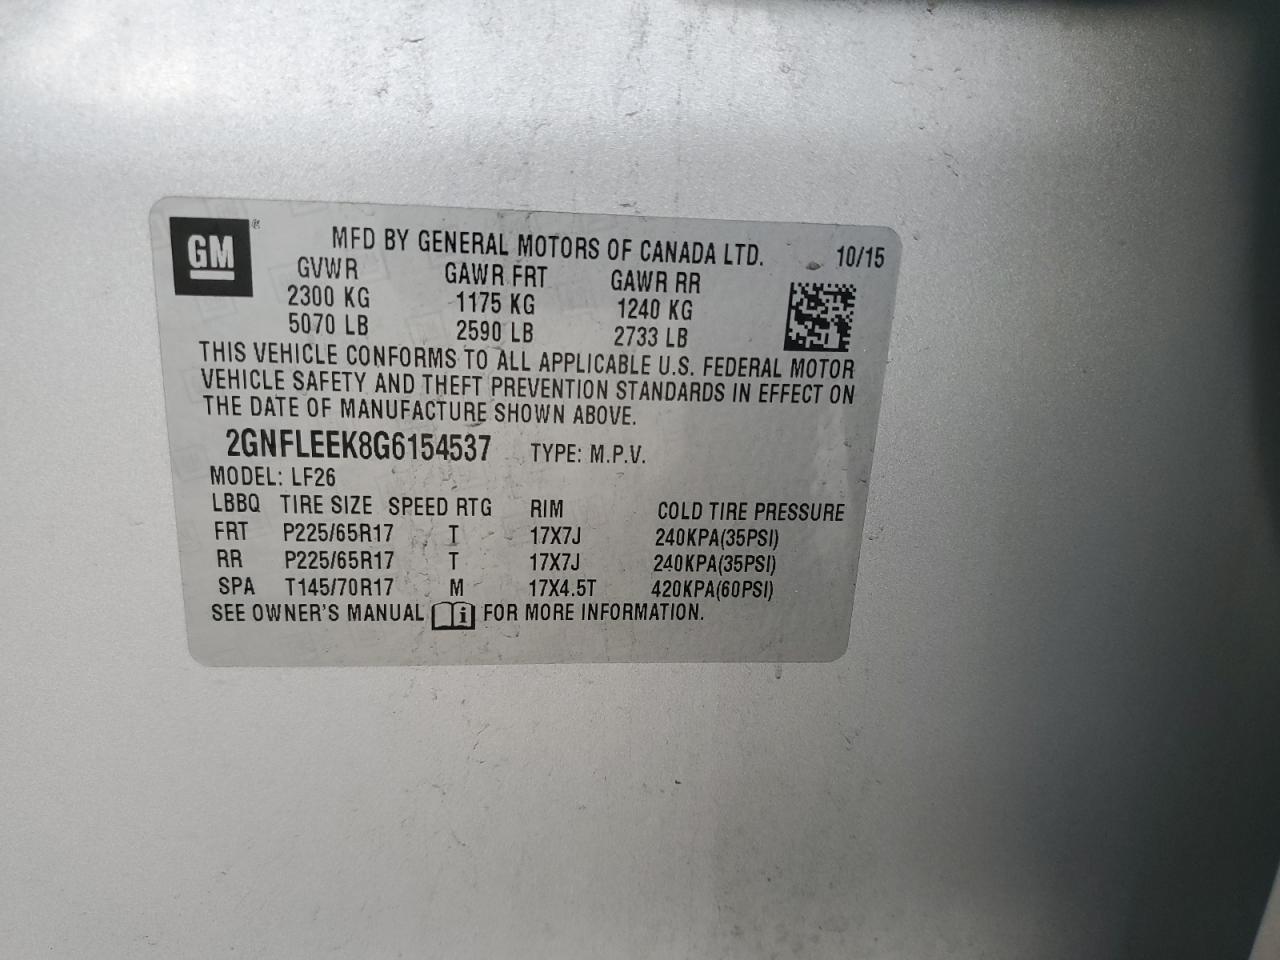 GM ® MFD BY GENERAL MOTORS OF CANADA LTD. 10/15
GVWR GAWR FRT GAWR RR
2300 KG 1175 KG 1240 KG
5070 LB 2590 LB 2733 LB
THIS VEHICLE CONFORMS TO ALL APPLICABLE U.S. FEDERAL MOTOR
VEHICLE SAFETY AND THEFT PREVENTION STANDARDS IN EFFECT ON
THE DATE OF MANUFACTURE SHOWN ABOVE.
2GNFLEEK8G6154537 TYPE: M.P.V.
MODEL: LF26
LBBQ TIRE SIZE SPEED RTG RIM COLD TIRE PRESSURE
FRT P225/65R17 T 17X7J 240KPA(35PSI)
RR P225/65R17 T 17X7J 240KPA(35PSI)
SPA T145/70R17 M 17X4.5T 420KPA(60PSI)
SEE OWNER'S MANUAL i FOR MORE INFORMATION.